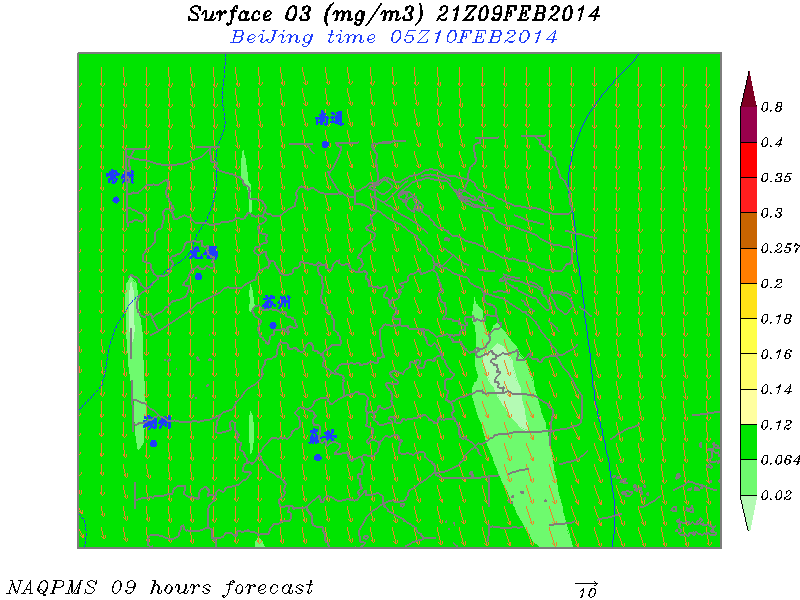 Surface O3 (mg/m3) 21Z09FEB2014
BeiJing time 05Z10FEB2014
南通
常州
无锡
苏州
湖州
嘉兴
0.8
0.4
0.35
0.3
0.257
0.2
0.18
0.16
0.14
0.12
0.064
0.02
NAQPMS 09 hours forecast
10